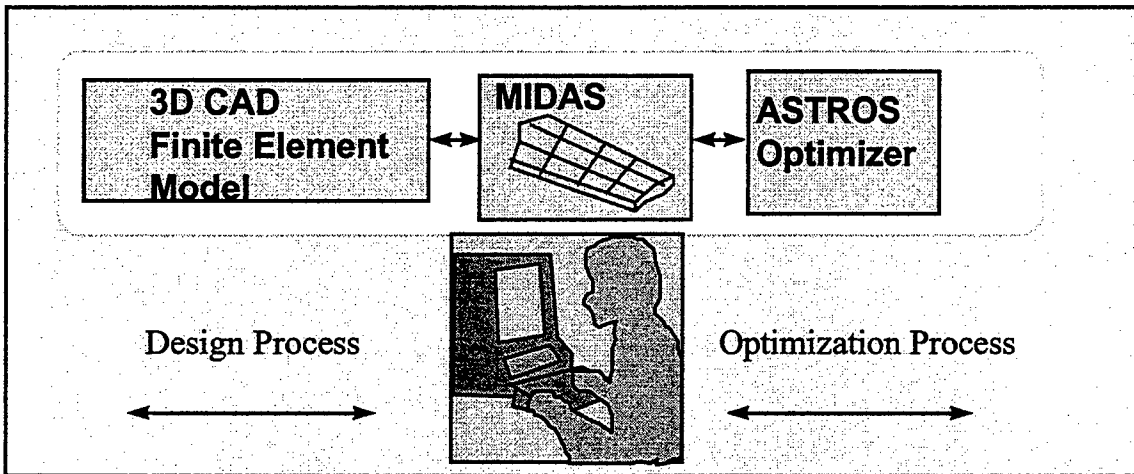 3D CAD
Finite Element
Model
MIDAS
ASTROS
Optimizer
Design Process
Optimization Process